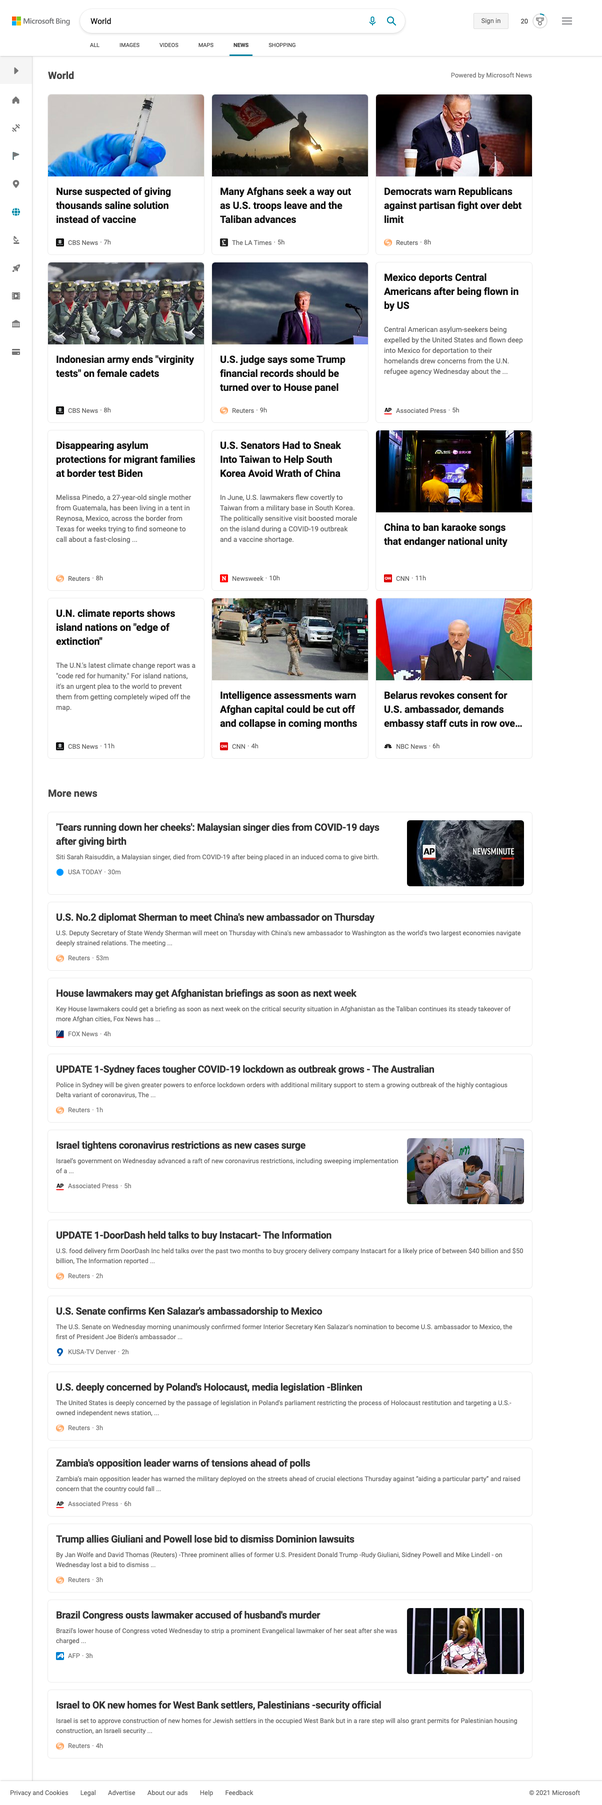 Microsoft Bing
World
Sign in
20
ALL
IMAGES
VIDEOS
MAPS
NEWS
SHOPPING
World
Powered by Microsoft News
Nurse suspected of giving
thousands saline solution
instead of vaccine
CBS News · 7h
Many Afghans seek a way out
as U.S. troops leave and the
Taliban advances
The LA Times · 5h
Democrats warn Republicans
against partisan fight over debt
limit
Reuters · 8h
Indonesian army ends "virginity
tests" on female cadets
CBS News · 8h
U.S. judge says some Trump
financial records should be
turned over to House panel
Reuters · 9h
Mexico deports Central
Americans after being flown in
by US
Central American asylum-seekers being
expelled by the United States and flown deep
into Mexico for deportation to their
homelands drew concerns from the U.N.
refugee agency Wednesday about the ...
AP Associated Press · 5h
Disappearing asylum
protections for migrant families
at border test Biden
Melissa Pinedo, a 27-year-old single mother
from Guatemala, has been living in a tent in
Reynosa, Mexico, across the border from
Texas for weeks trying to find someone to
call about a fast-closing ...
Reuters · 8h
U.S. Senators Had to Sneak
Into Taiwan to Help South
Korea Avoid Wrath of China
In June, U.S. lawmakers flew covertly to
Taiwan from a military base in South Korea.
The politically sensitive visit boosted morale
on the island during a COVID-19 outbreak
and a vaccine shortage.
N Newsweek · 10h
China to ban karaoke songs
that endanger national unity
CNN · 11h
U.N. climate reports shows
island nations on "edge of
extinction"
The U.N.'s latest climate change report was a
"code red for humanity." For island nations,
it's an urgent plea to the world to prevent
them from getting completely wiped off the
map.
CBS News · 11h
Intelligence assessments warn
Afghan capital could be cut off
and collapse in coming months
CNN · 4h
Belarus revokes consent for
U.S. ambassador, demands
embassy staff cuts in row ove...
NBC News · 6h
More news
'Tears running down her cheeks': Malaysian singer dies from COVID-19 days
after giving birth
Siti Sarah Raisuddin, a Malaysian singer, died from COVID-19 after being placed in an induced coma to give birth.
USA TODAY · 30m
AP
NEWSMINUTE
U.S. No.2 diplomat Sherman to meet China's new ambassador on Thursday
U.S. Deputy Secretary of State Wendy Sherman will meet on Thursday with China's new ambassador to Washington as the world's two largest economies navigate
deeply strained relations. The meeting ...
Reuters · 53m
House lawmakers may get Afghanistan briefings as soon as next week
Key House lawmakers could get a briefing as soon as next week on the critical security situation in Afghanistan as the Taliban continues its steady takeover of
more Afghan cities, Fox News has ...
FOX News · 4h
UPDATE 1-Sydney faces tougher COVID-19 lockdown as outbreak grows - The Australian
Police in Sydney will be given greater powers to enforce lockdown orders with additional military support to stem a growing outbreak of the highly contagious
Delta variant of coronavirus, The ...
Reuters · 1h
Israel tightens coronavirus restrictions as new cases surge
Israel's government on Wednesday advanced a raft of new coronavirus restrictions, including sweeping implementation
of a ...
AP Associated Press · 5h
UPDATE 1-DoorDash held talks to buy Instacart- The Information
U.S. food delivery firm DoorDash Inc held talks over the past two months to buy grocery delivery company Instacart for a likely price of between $40 billion and $50
billion, The Information reported ...
Reuters · 2h
U.S. Senate confirms Ken Salazar's ambassadorship to Mexico
The U.S. Senate on Wednesday morning unanimously confirmed former Interior Secretary Ken Salazar's nomination to become U.S. ambassador to Mexico, the
first of President Joe Biden's ambassador ...
9 KUSA-TV Denver · 2h
U.S. deeply concerned by Poland's Holocaust, media legislation -Blinken
The United States is deeply concerned by the passage of legislation in Poland's parliament restricting the process of Holocaust restitution and targeting a U.S.-
owned independent news station, ...
Reuters · 3h
Zambia's opposition leader warns of tensions ahead of polls
Zambia's main opposition leader has warned the military deployed on the streets ahead of crucial elections Thursday against "aiding a particular party" and raised
concern that the country could fall ...
AP Associated Press · 6h
Trump allies Giuliani and Powell lose bid to dismiss Dominion lawsuits
By Jan Wolfe and David Thomas (Reuters) -Three prominent allies of former U.S. President Donald Trump -Rudy Giuliani, Sidney Powell and Mike Lindell - on
Wednesday lost a bid to dismiss ...
Reuters · 3h
Brazil Congress ousts lawmaker accused of husband's murder
Brazil's lower house of Congress voted Wednesday to strip a prominent Evangelical lawmaker of her seat after she was
charged ...
AFP · 3h
Israel to OK new homes for West Bank settlers, Palestinians -security official
Israel is set to approve construction of new homes for Jewish settlers in the occupied West Bank but in a rare step will also grant permits for Palestinian housing
construction, an Israeli security ...
Reuters · 4h
Privacy and Cookies
Legal
Advertise
About our ads
Help
Feedback
© 2021 Microsoft